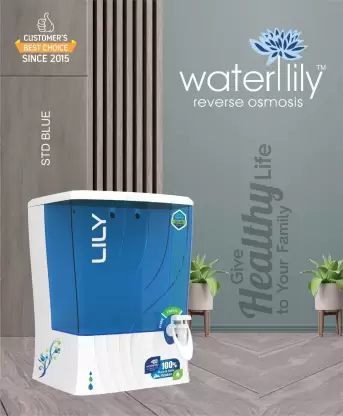 CUSTOMER'S
BEST CHOICE
SINCE 2015
waterlily™
reverse osmosis
STD BLUE
Give
Healthy Life
to Your Family
LILY
100%